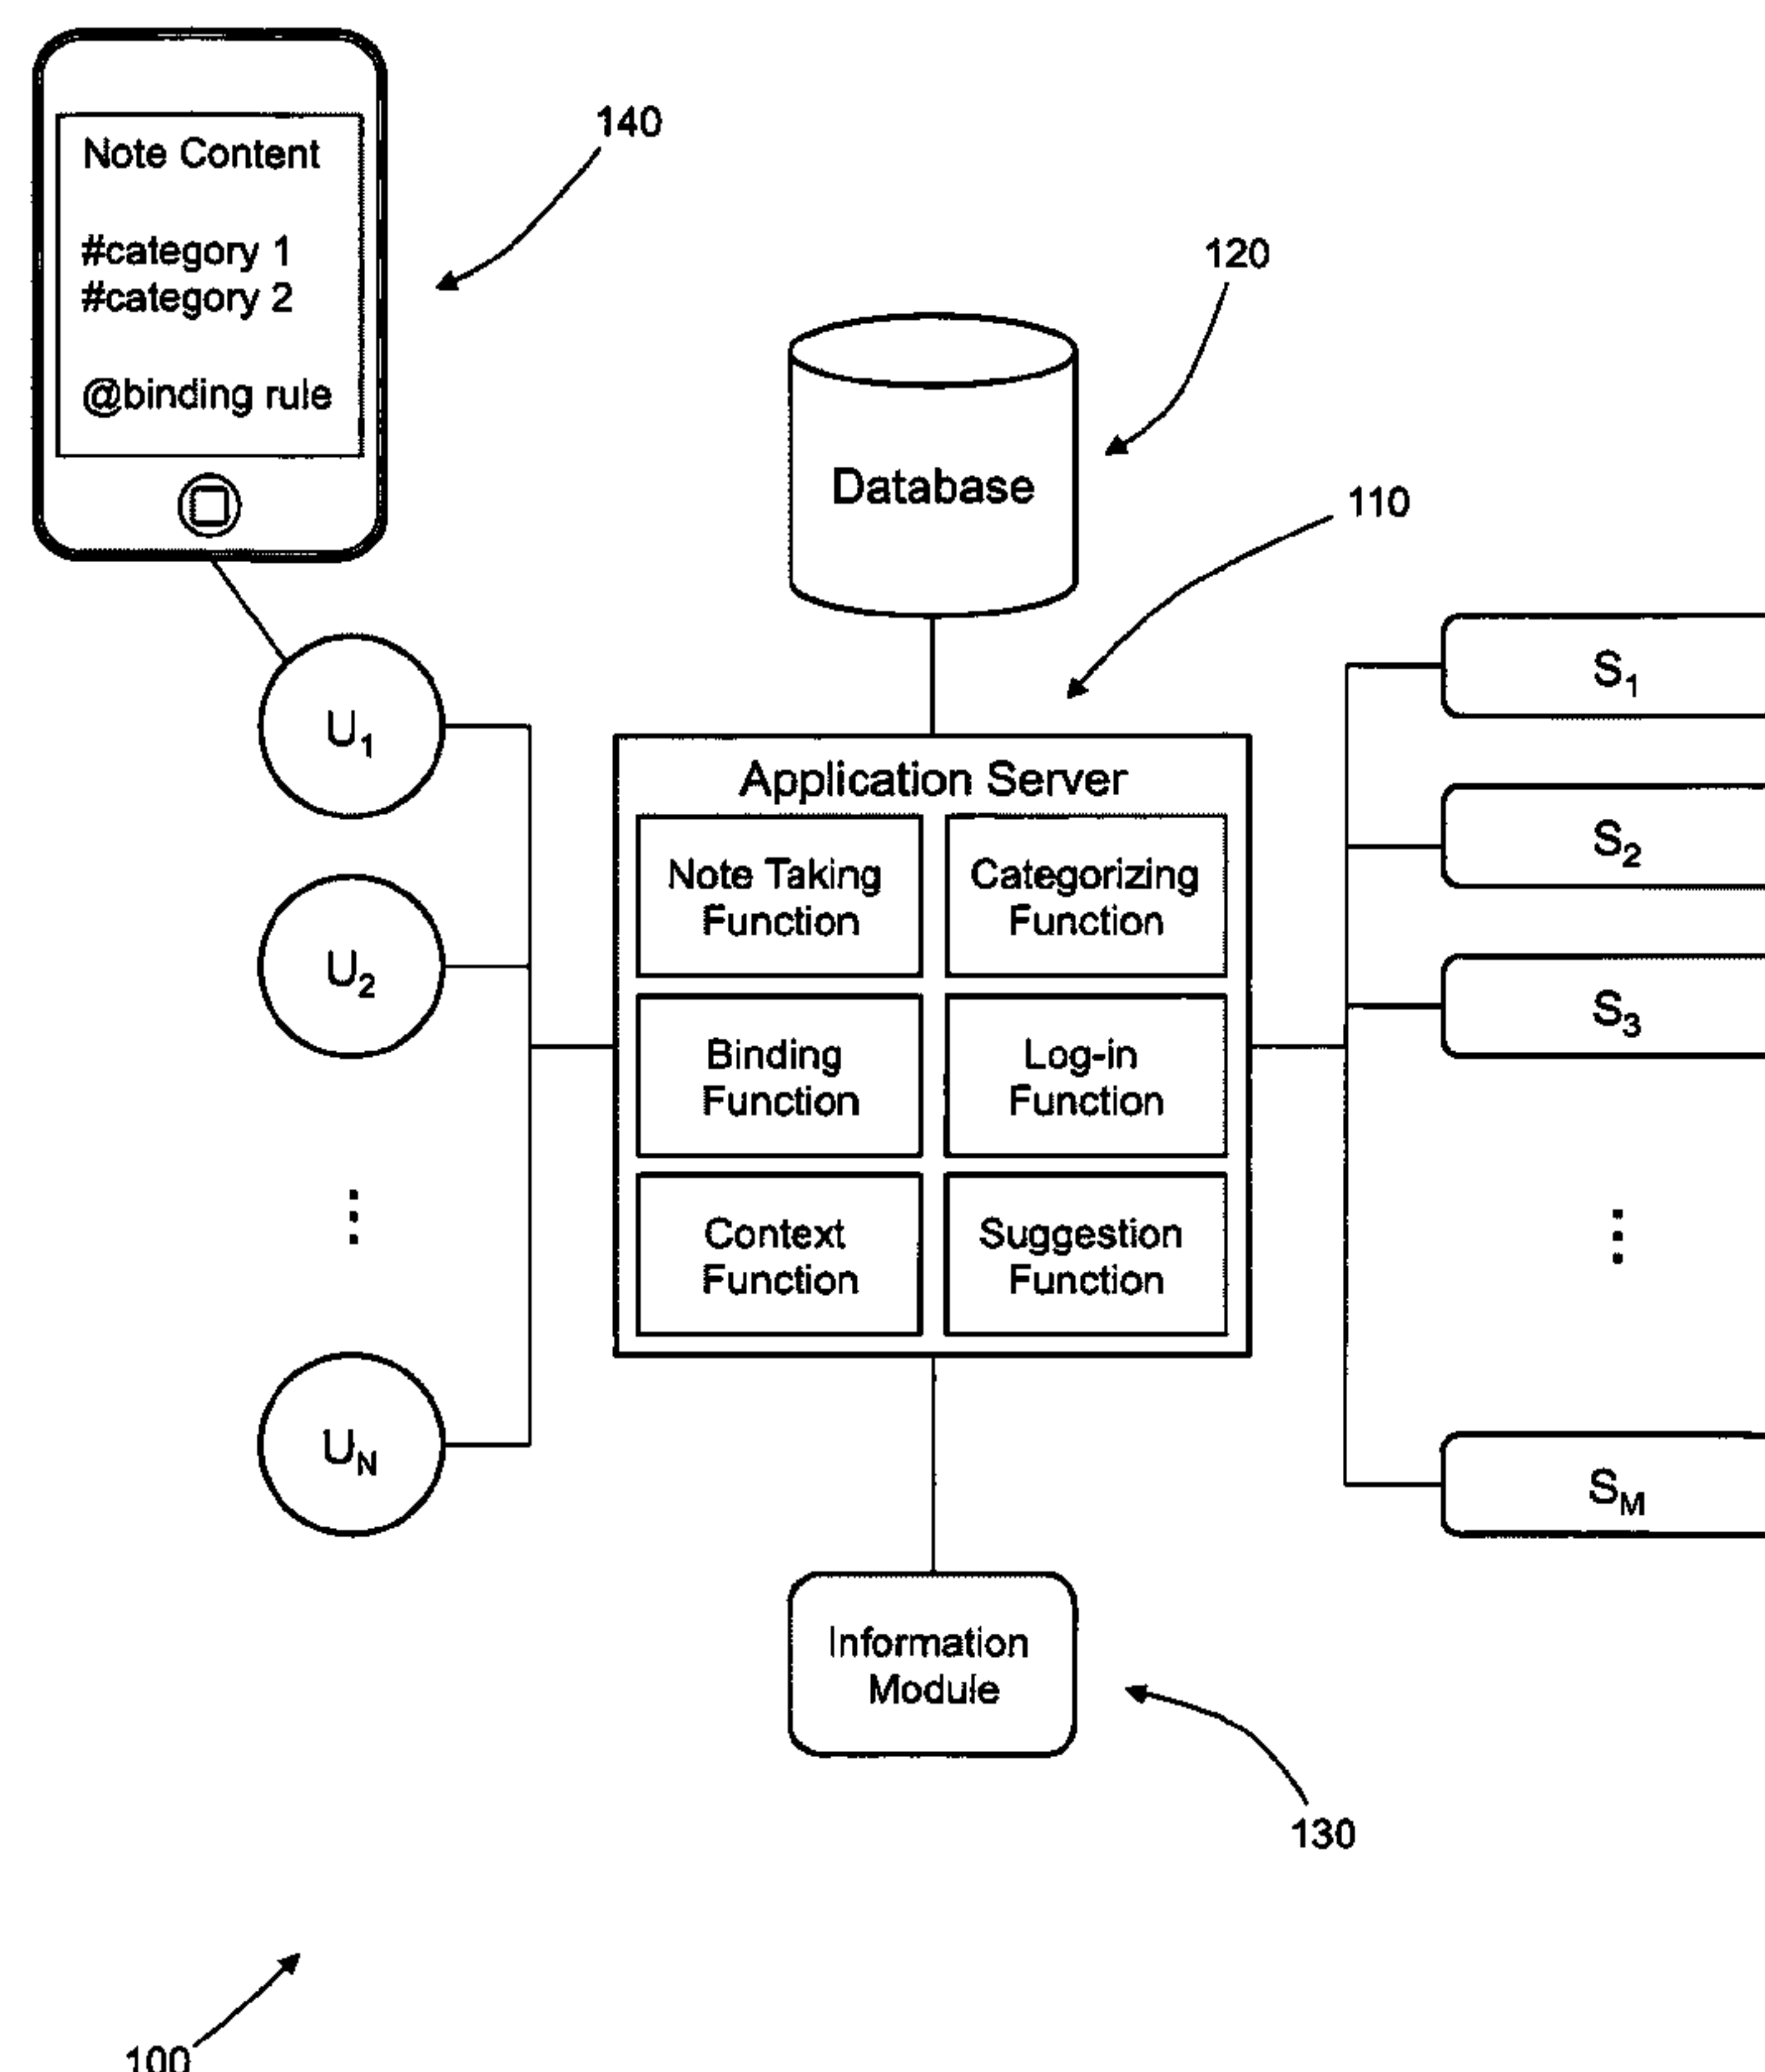 Note Content
#category 1
#category 2
@binding rule
140
120
Database
110
U1
U2
⋮
UN
Application Server
Note Taking
Function
Categorizing
Function
Binding
Function
Log-in
Function
Context
Function
Suggestion
Function
S1
S2
S3
⋮
SM
Information
Module
130
100